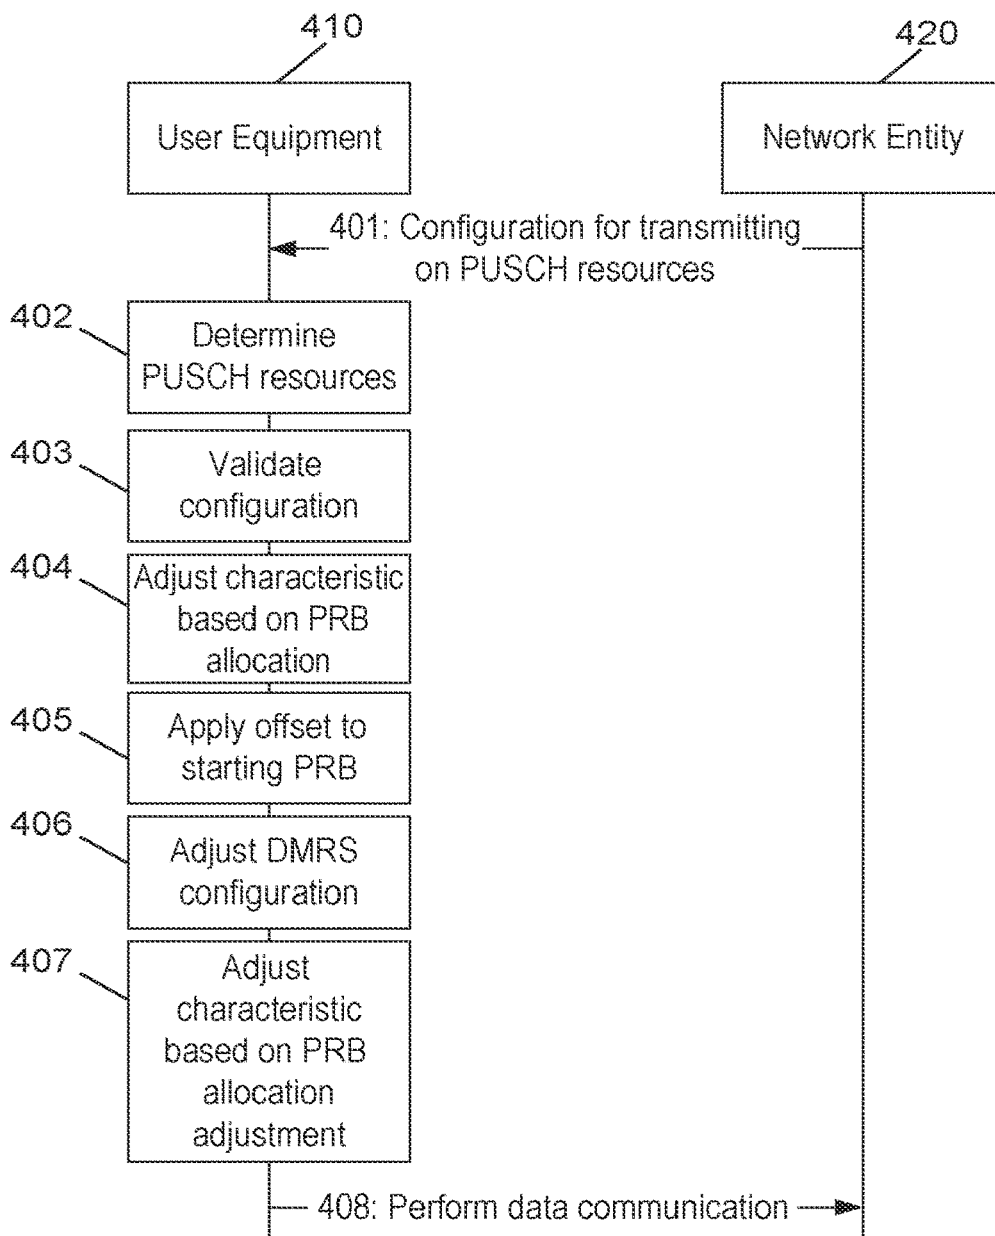 410
420
User Equipment
Network Entity
401: Configuration for transmitting
on PUSCH resources
402
Determine
PUSCH resources
403
Validate
configuration
404
Adjust characteristic
based on PRB
allocation
405
Apply offset to
starting PRB
406
Adjust DMRS
configuration
407
Adjust
characteristic
based on PRB
allocation
adjustment
408: Perform data communication